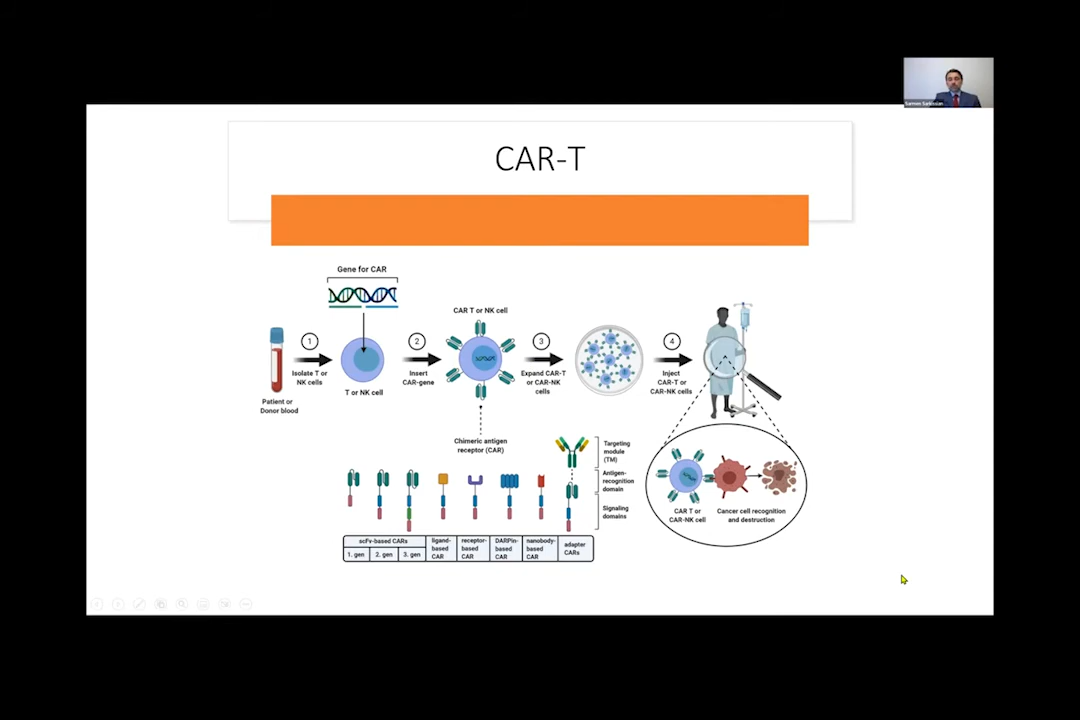 Sarmen Sarkissian
CAR-T
Gene for CAR
CAR T or NK cell
1
2
3
4
Isolate T or
NK cells
Insert
CAR-gene
Expand CAR-T
or CAR-NK
cells
Inject
CAR-T or
CAR-NK cells
Patient or
Donor blood
T or NK cell
Chimeric antigen
receptor (CAR)
Targeting
module
(TM)
Antigen-
recognition
domain
Signaling
domains
CAR T or
CAR-NK cell
Cancer cell recognition
and destruction
scFv-based CARs
1. gen
2. gen
3. gen
ligand-
based
CAR
receptor-
based
CAR
DARPin-
based
CAR
nanobody-
based
CAR
adapter
CARs